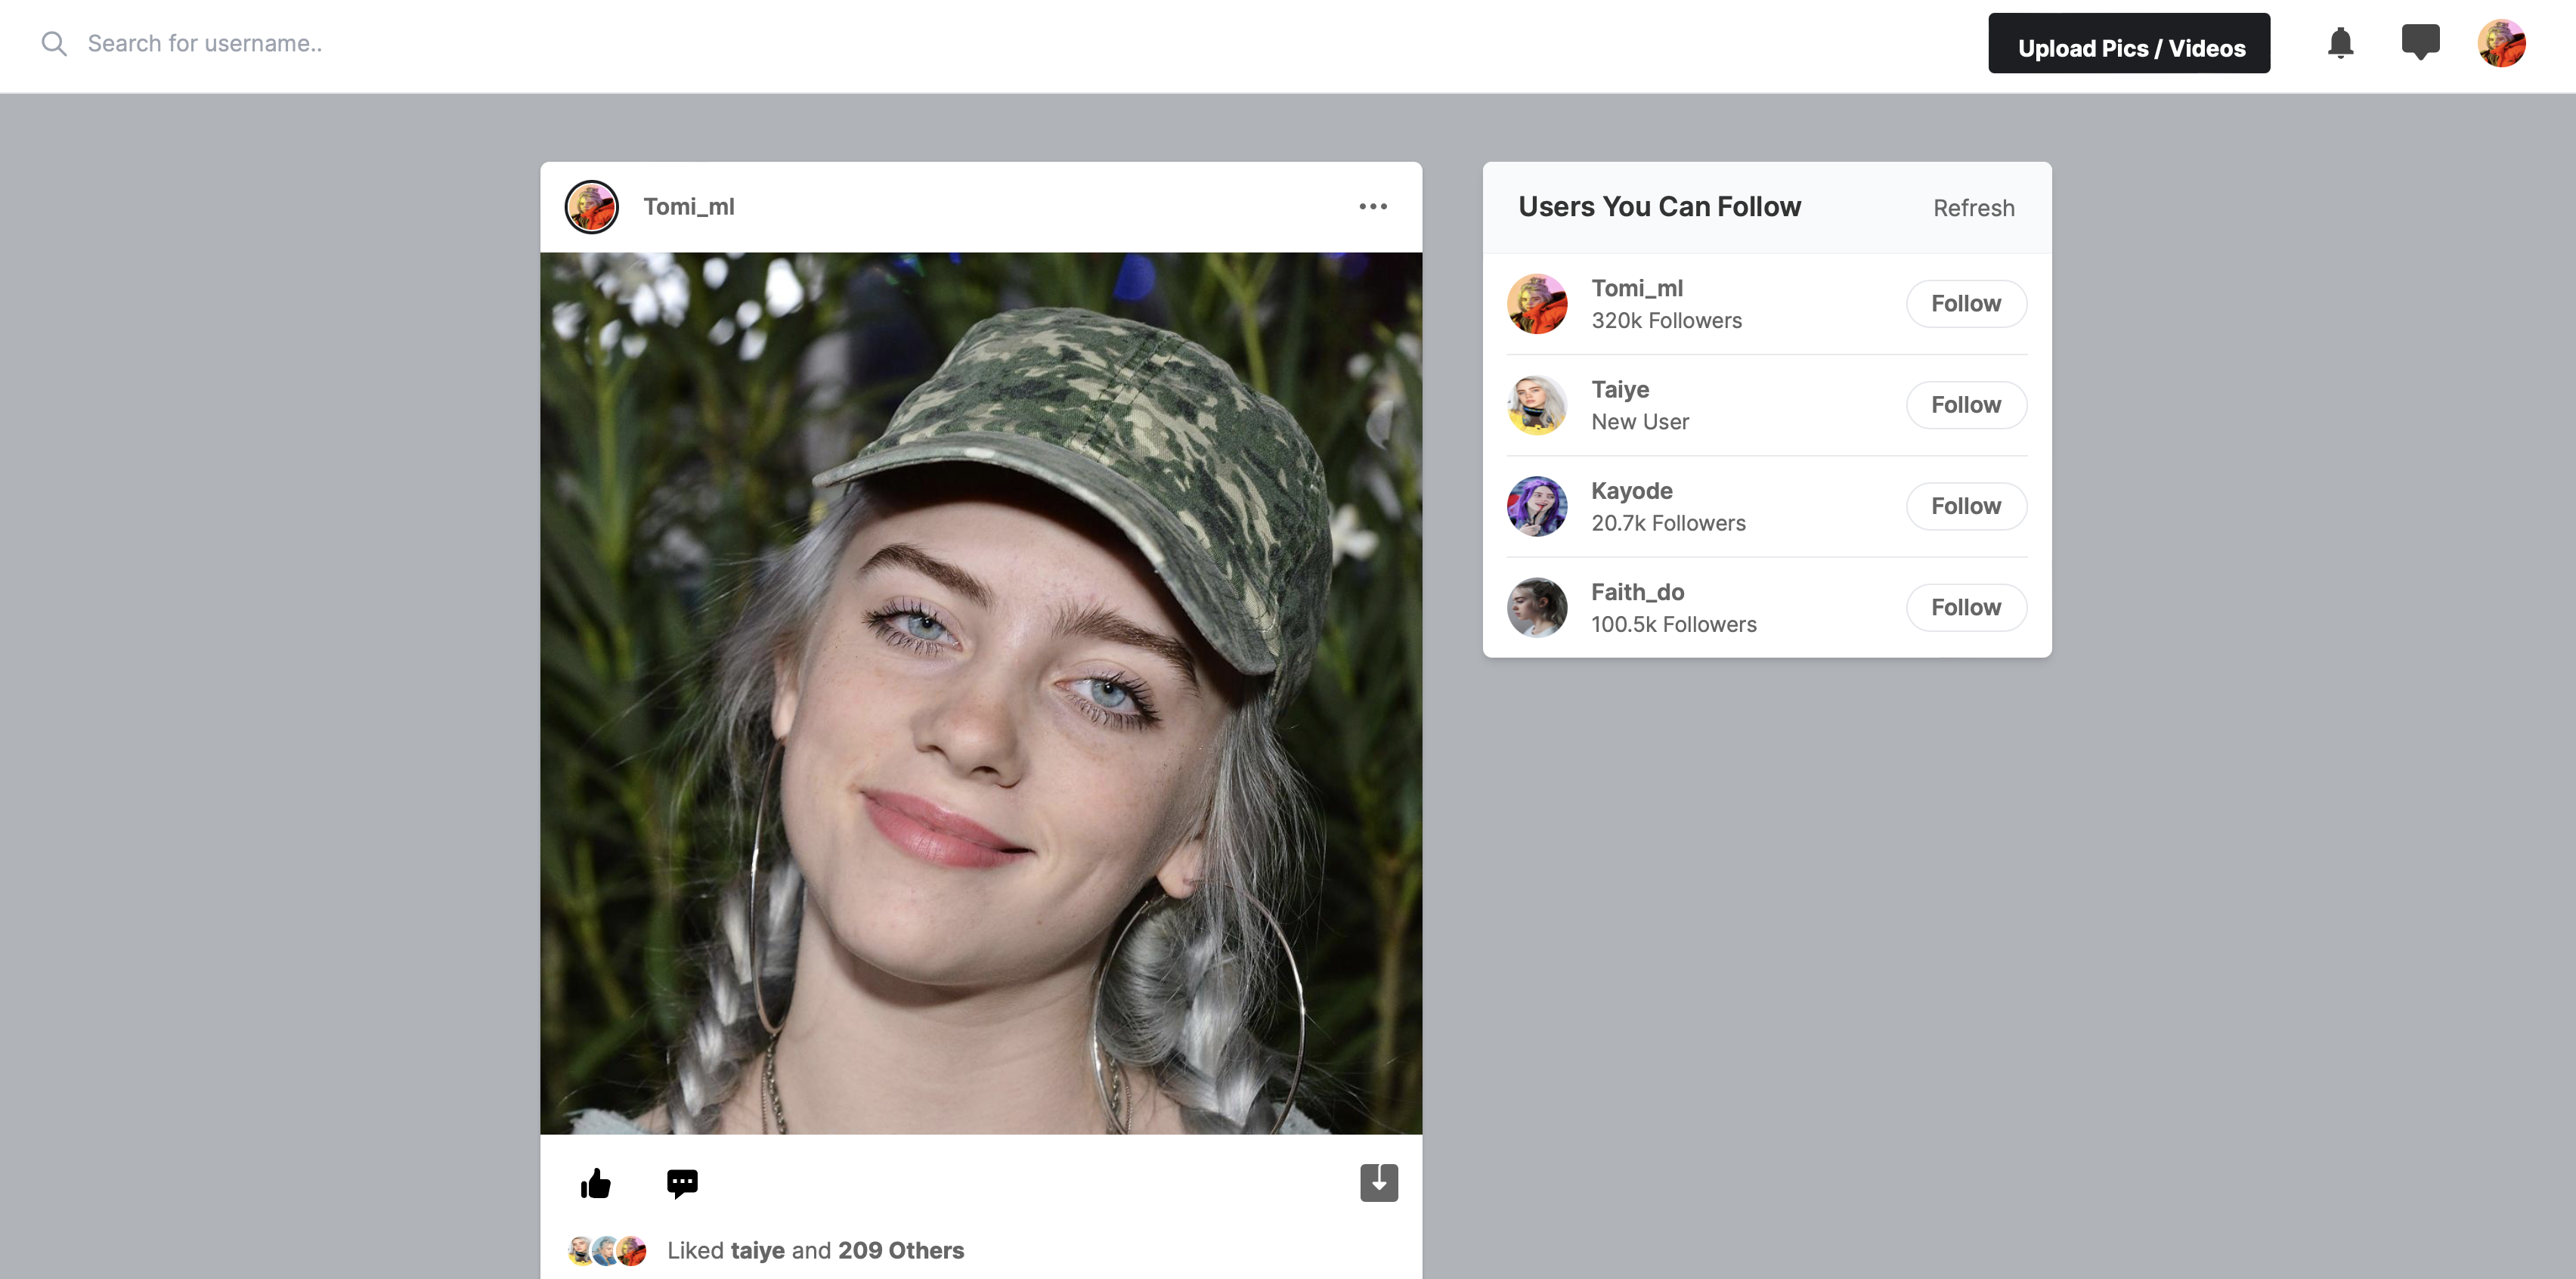 Search for username..
Upload Pics / Videos
Tomi_ml
Users You Can Follow
Refresh
Tomi_ml
320k Followers
Follow
Taiye
New User
Follow
Kayode
20.7k Followers
Follow
Faith_do
100.5k Followers
Follow
Liked taiye and 209 Others